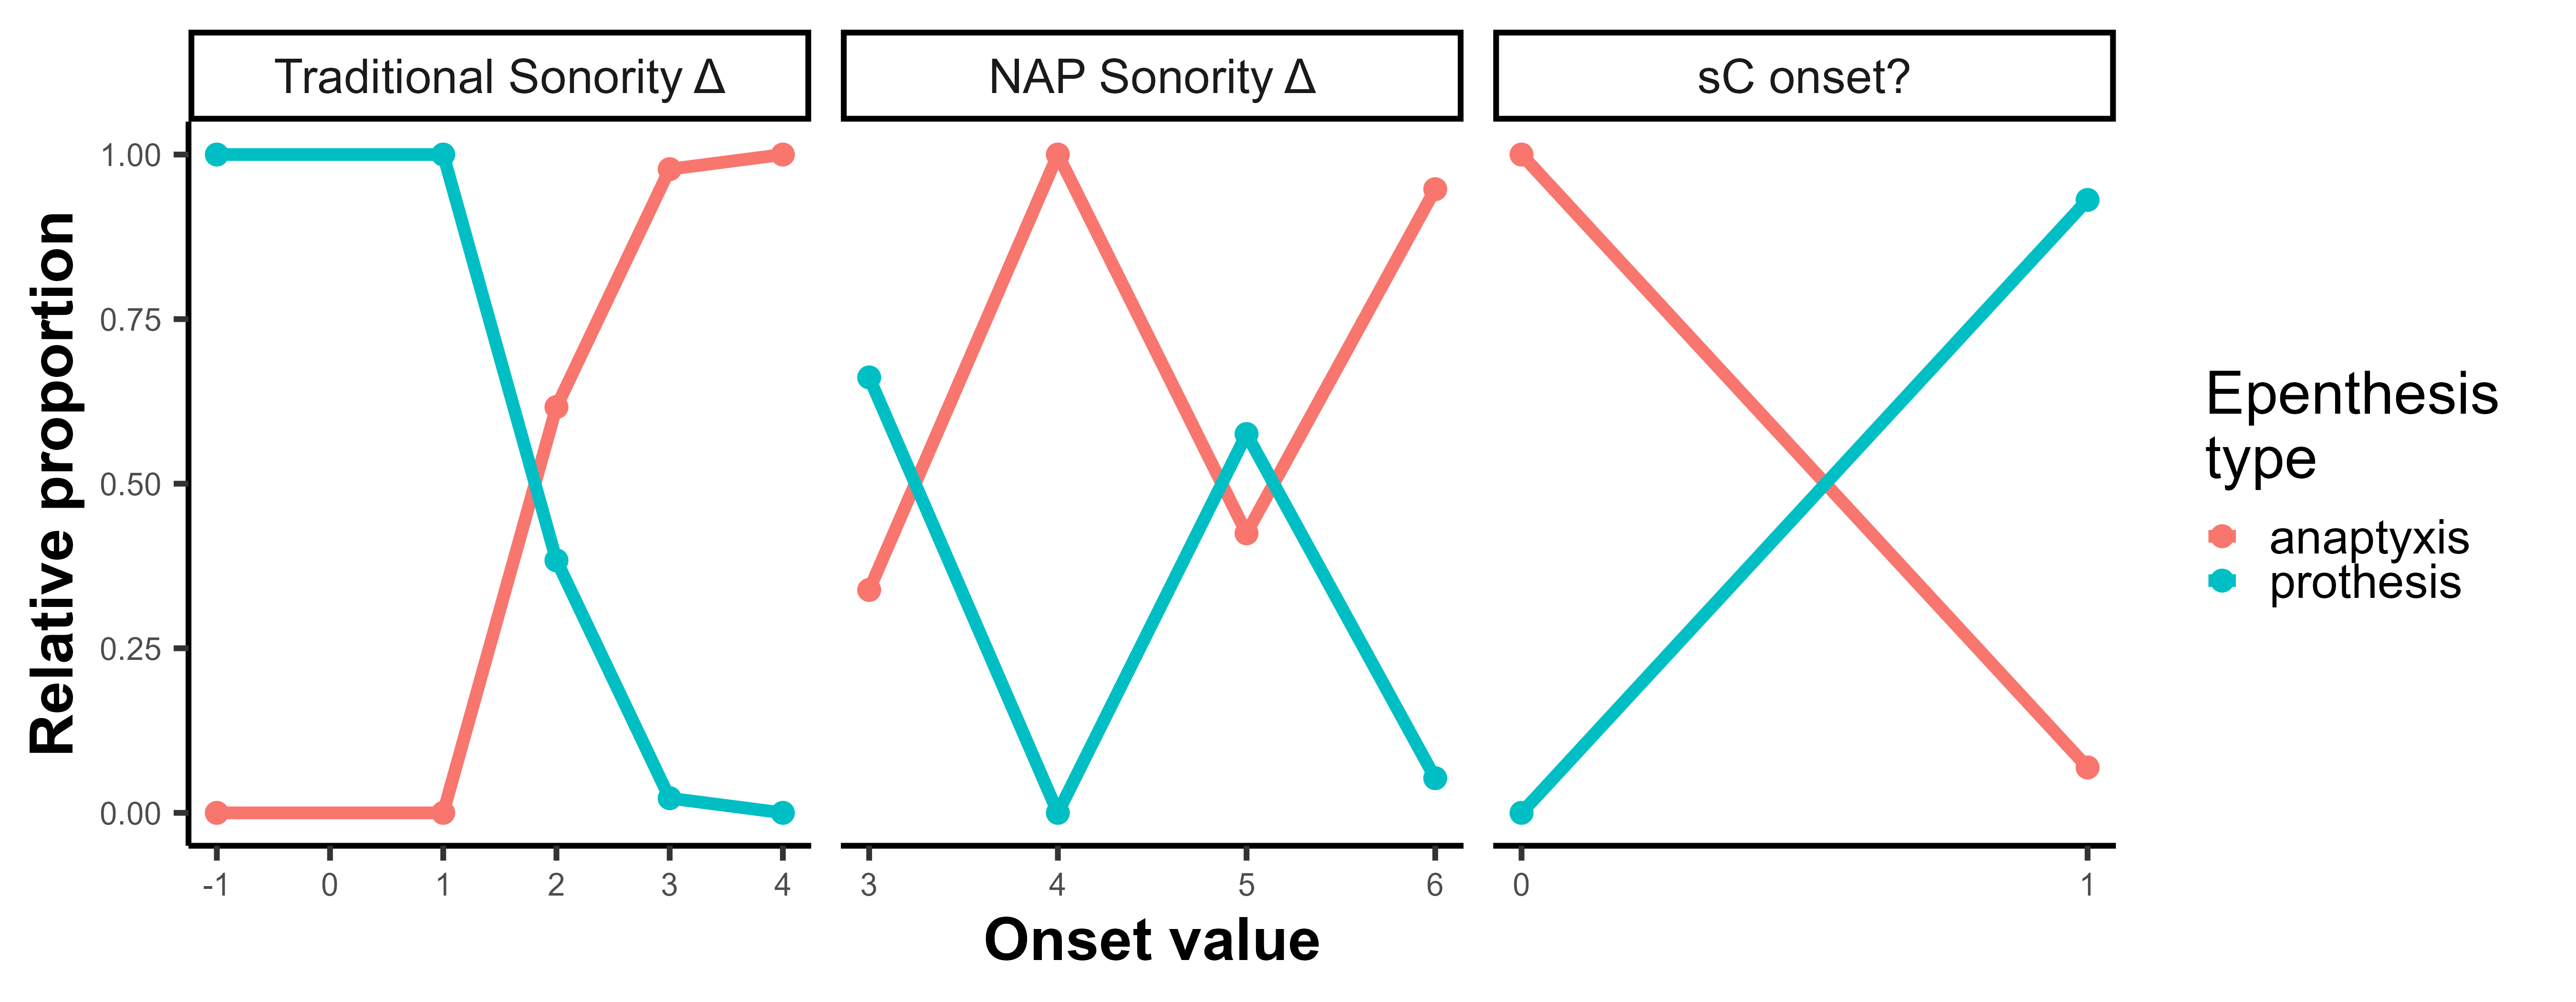 Traditional Sonority Δ
NAP Sonority Δ
sC onset?
Relative proportion
1.00
0.75
0.50
0.25
0.00
-1 0 1 2 3 4
3 4 5 6
0 1
Onset value
Epenthesis
type
anaptyxis
prothesis